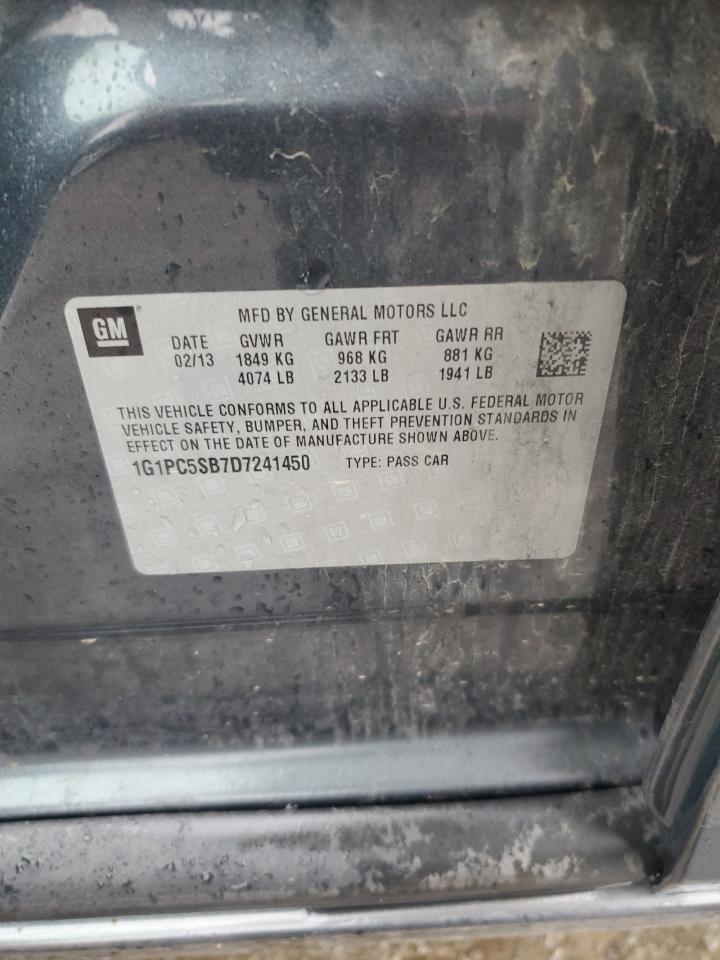 GM
MFD BY GENERAL MOTORS LLC
DATE GVWR GAWR FRT GAWR RR
02/13 1849 KG 968 KG 881 KG
4074 LB 2133 LB 1941 LB
THIS VEHICLE CONFORMS TO ALL APPLICABLE U.S. FEDERAL MOTOR
VEHICLE SAFETY, BUMPER, AND THEFT PREVENTION STANDARDS IN
EFFECT ON THE DATE OF MANUFACTURE SHOWN ABOVE.
1G1PC5SB7D7241450 TYPE: PASS CAR